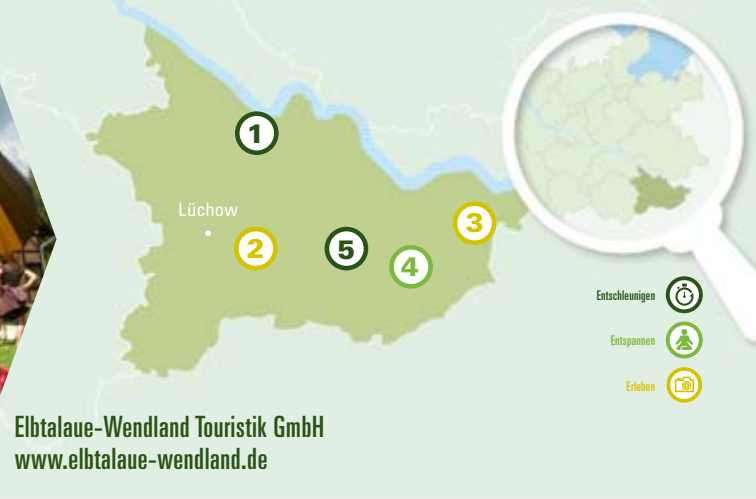 1
Lüchow
2
5
4
3
Entschleunigen
Entspannen
Erleben
Elbtalaue-Wendland Touristik GmbH
www.elbtalaue-wendland.de